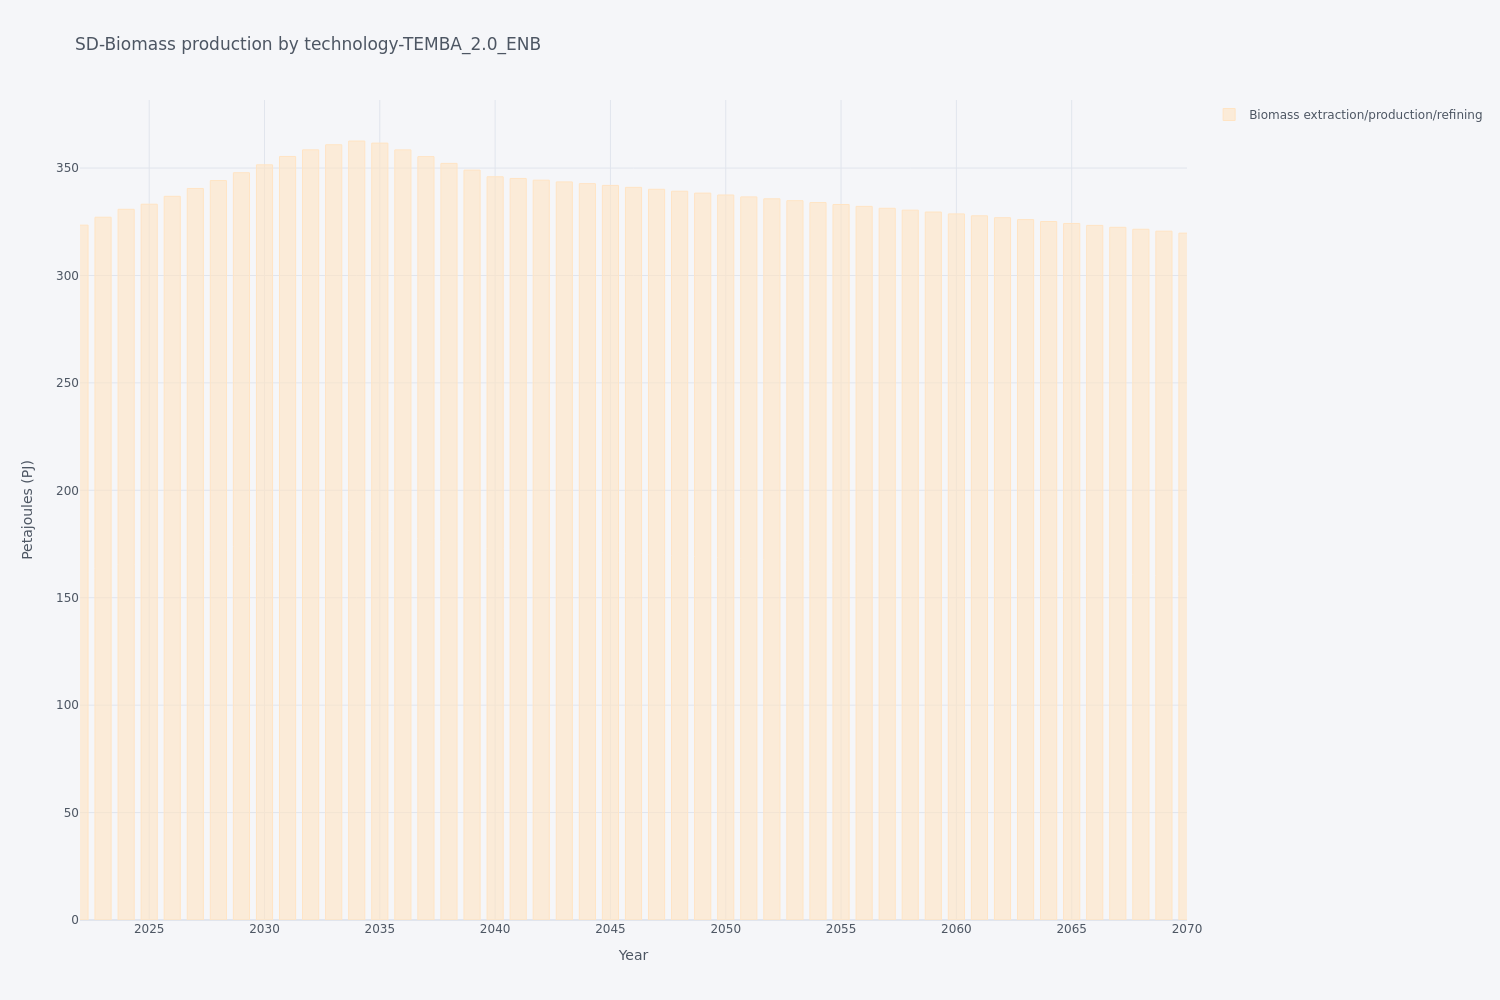 SD-Biomass production by technology-TEMBA_2.0_ENB
Biomass extraction/production/refining
350
300
250
200
150
100
50
0
Petajoules (PJ)
2025 2030 2035 2040 2045 2050 2055 2060 2065 2070
Year